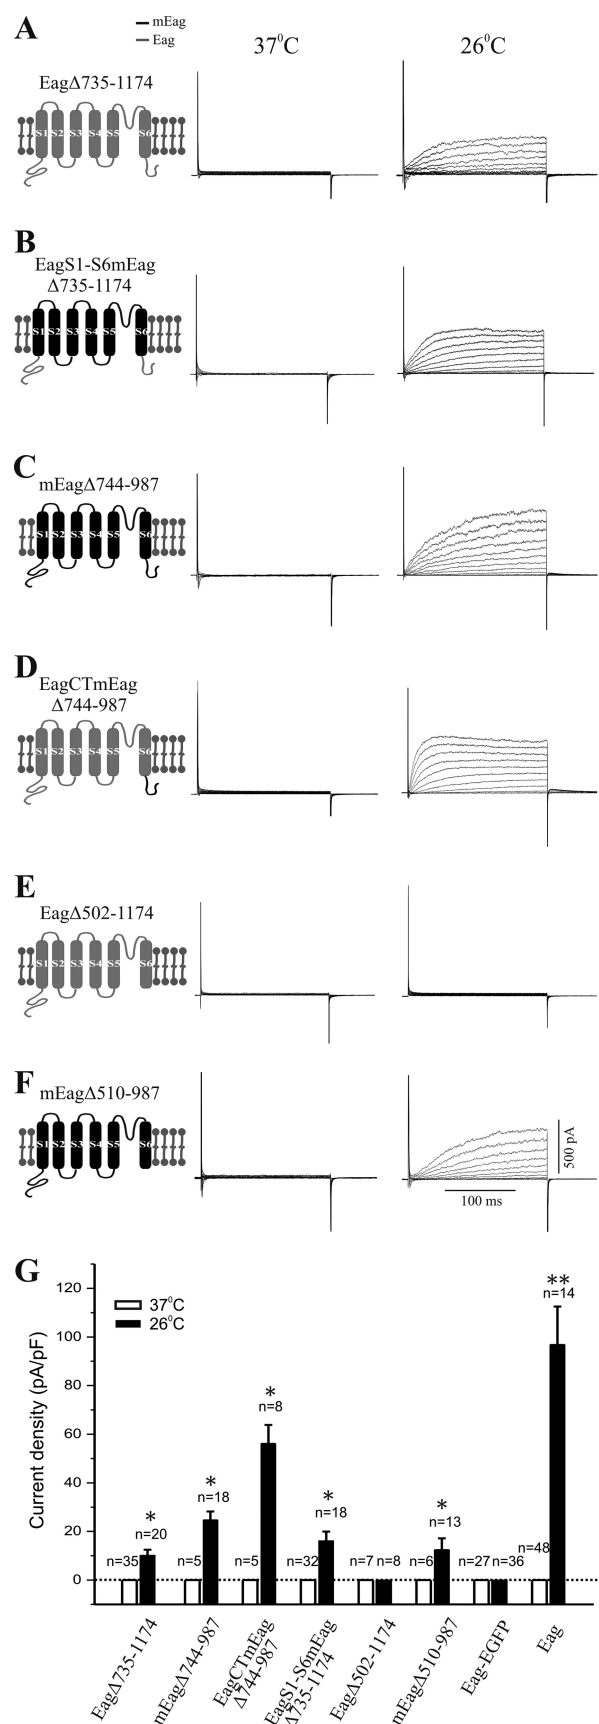 A
mEag
Eag
37⁰C
26⁰C
EagΔ735-1174
S1 S2 S3 S4 S5 S6
B
EagS1-S6mEag
Δ735-1174
S1 S2 S3 S4 S5 S6
C
mEagΔ744-987
S1 S2 S3 S4 S5 S6
D
EagCTmEag
Δ744-987
S1 S2 S3 S4 S5 S6
E
EagΔ502-1174
S1 S2 S3 S4 S5 S6
F
mEagΔ510-987
S1 S2 S3 S4 S5 S6
500 pA
100 ms
G
37⁰C
26⁰C
Current density (pA/pF)
120
100
80
60
40
20
0
*
n=20
n=35
*
n=18
n=5
*
n=8
n=5
*
n=18
n=32
n=7
n=8
*
n=13
n=6
n=27
n=36
**
n=14
n=48
EagΔ735-1174
mEagΔ744-987
EagCTmEag
Δ744-987
EagS1-S6mEag
Δ735-1174
EagΔ502-1174
mEagΔ510-987
Eag-EGFP
Eag